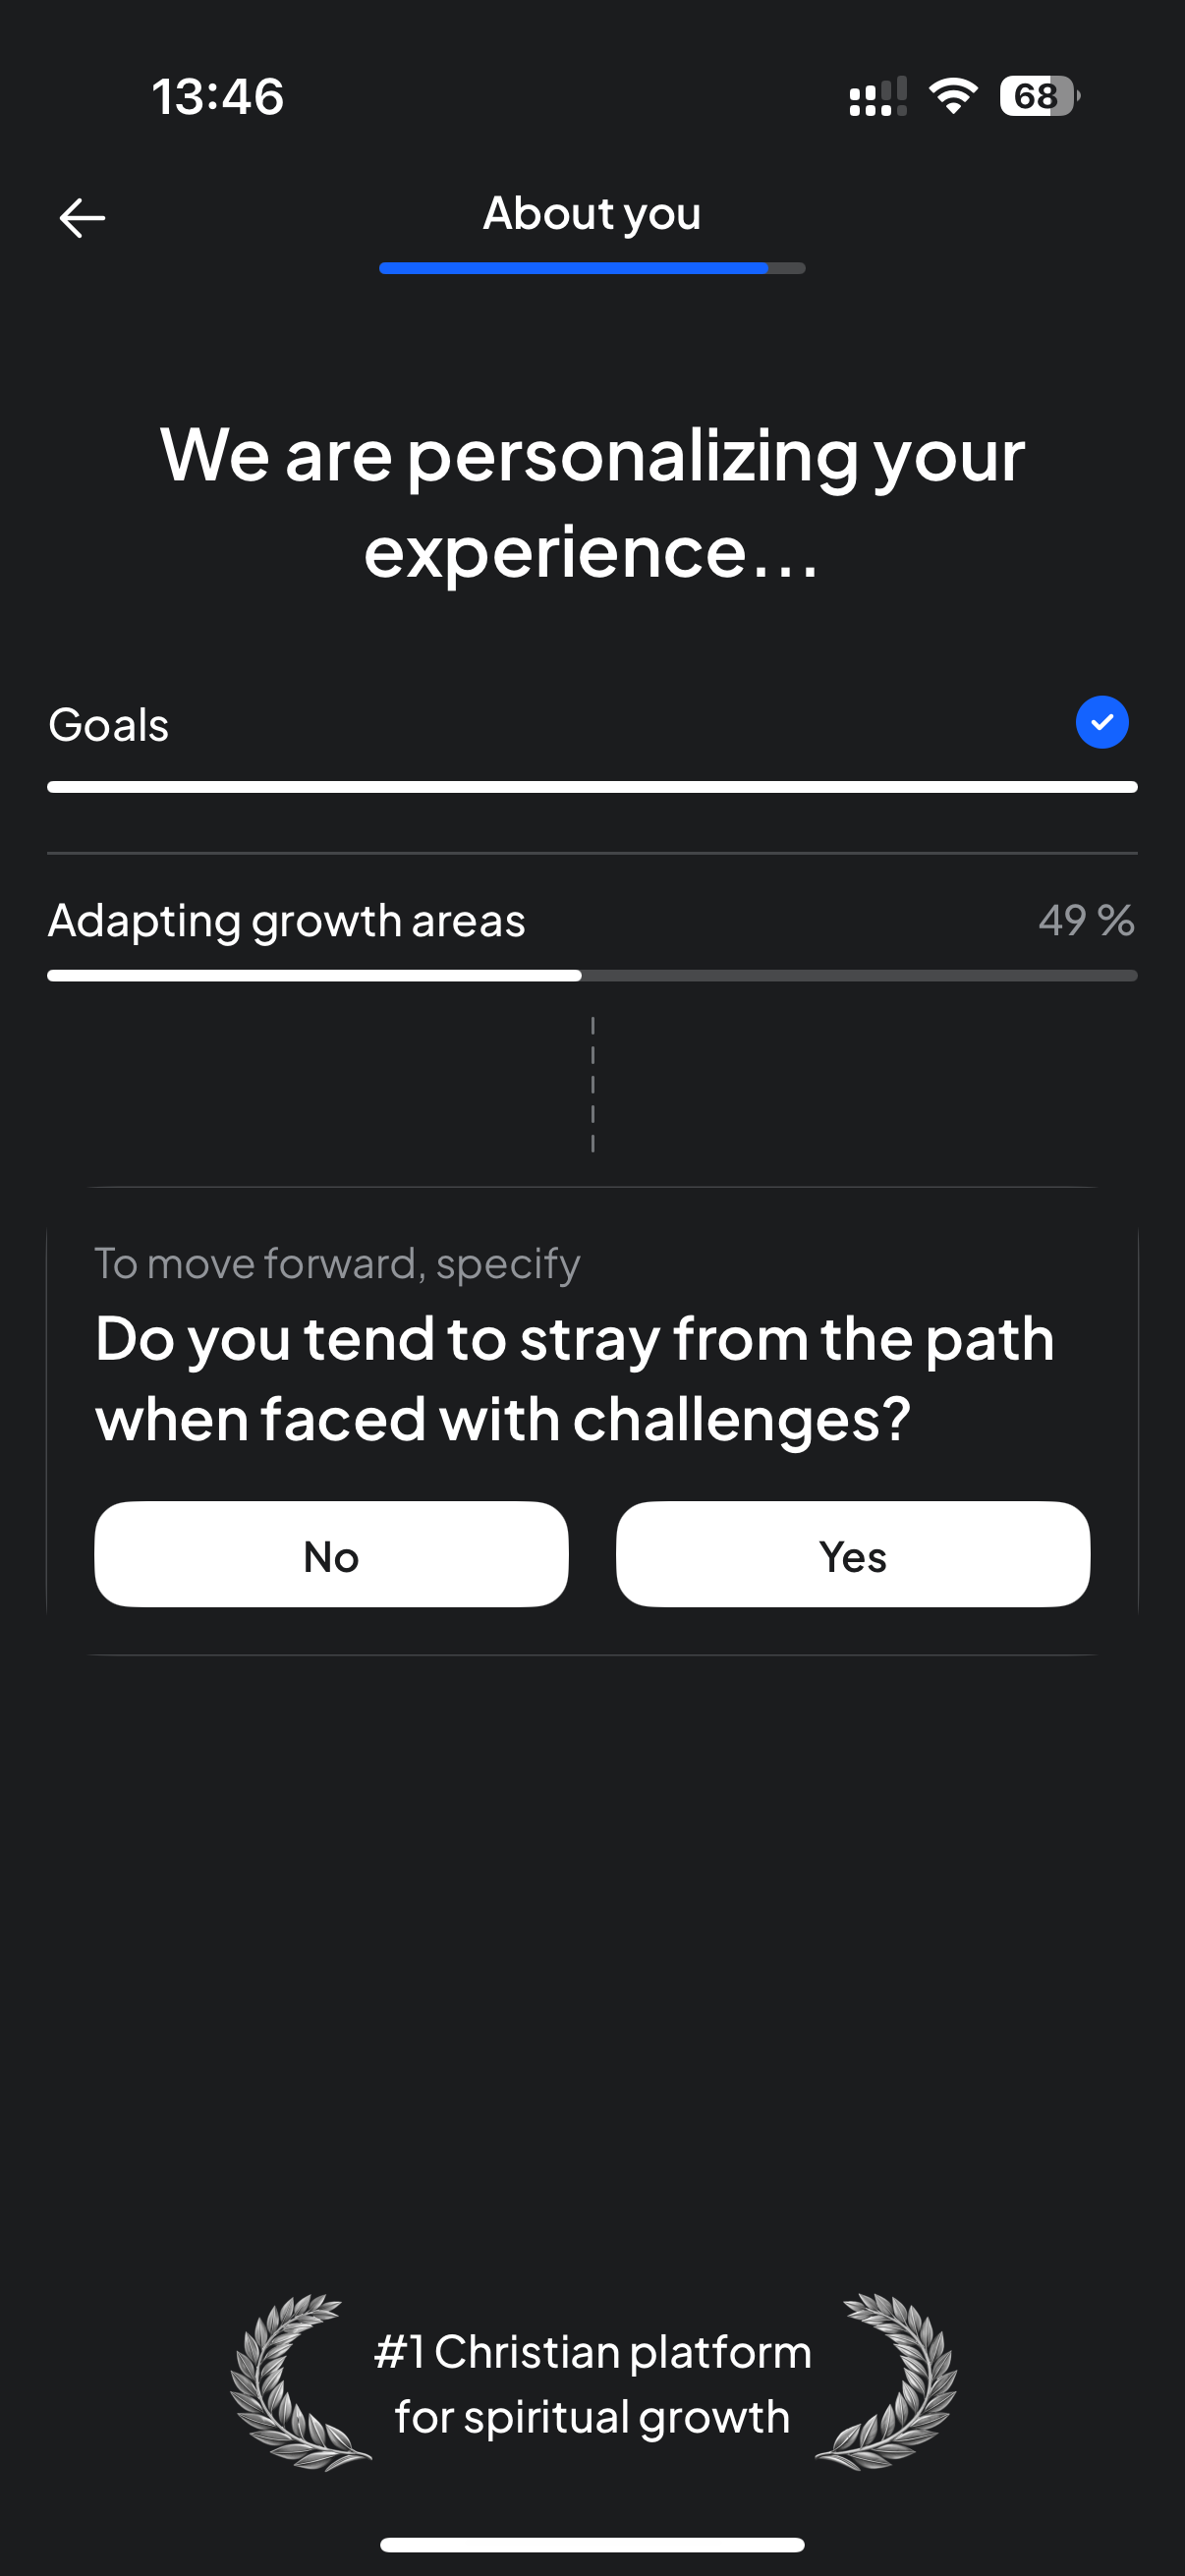 13:46
68
About you
We are personalizing your
experience...
Goals
Adapting growth areas
49 %
To move forward, specify
Do you tend to stray from the path
when faced with challenges?
No
Yes
#1 Christian platform
for spiritual growth